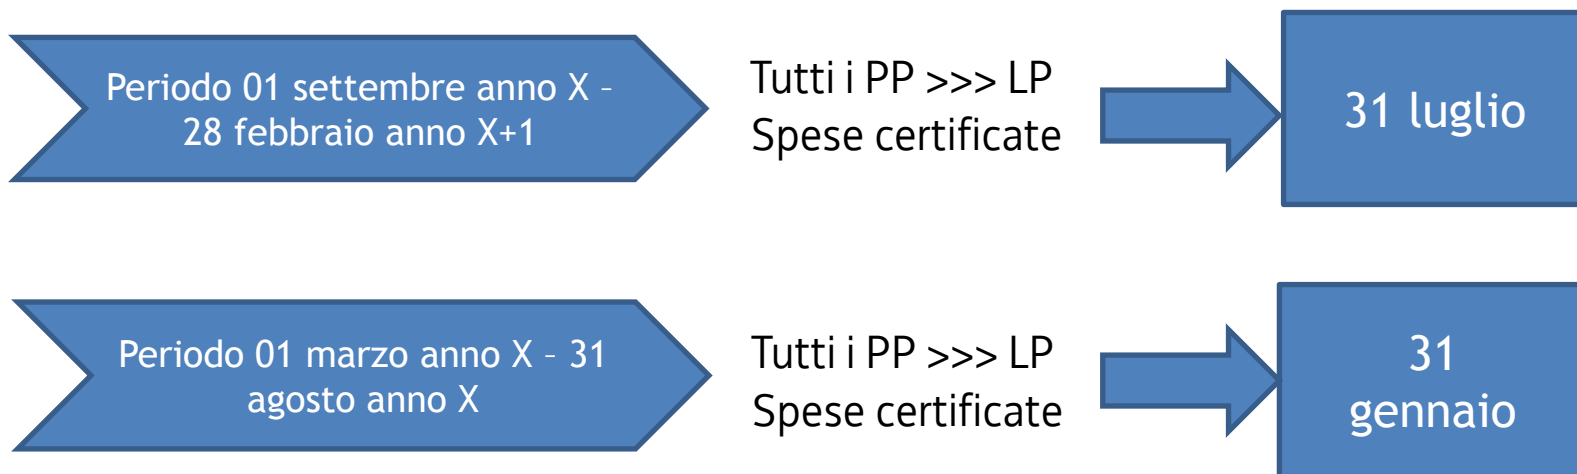 Periodo 01 settembre anno X –
28 febbraio anno X+1
Tutti i PP >>> LP
Spese certificate
31 luglio
Periodo 01 marzo anno X – 31
agosto anno X
Tutti i PP >>> LP
Spese certificate
31
gennaio